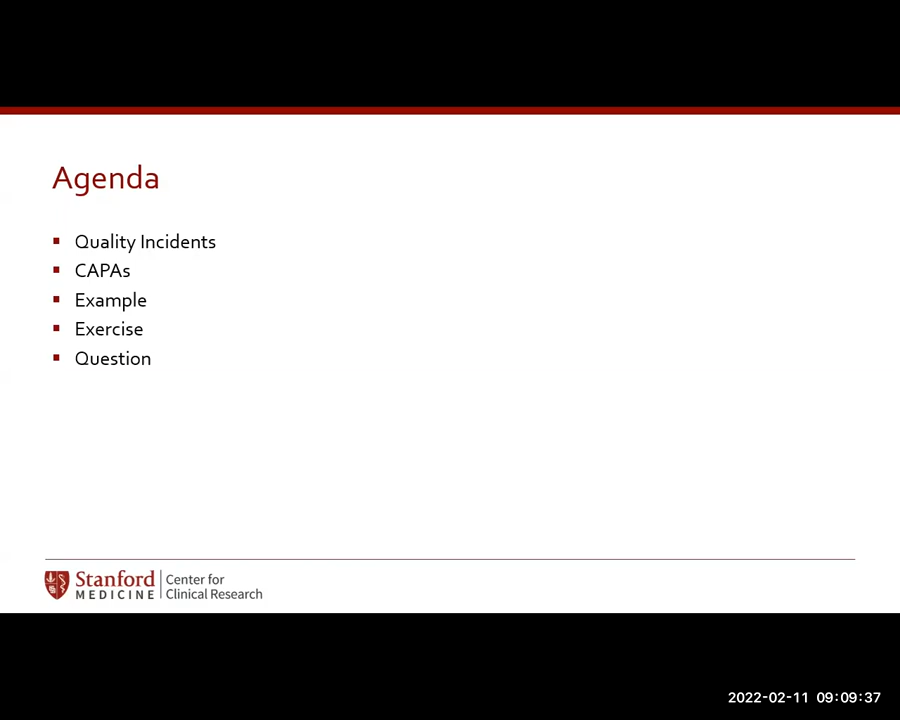 Agenda
Quality Incidents
CAPAs
Example
Exercise
Question
Stanford
MEDICINE
Center for
Clinical Research
2022-02-11 09:09:37